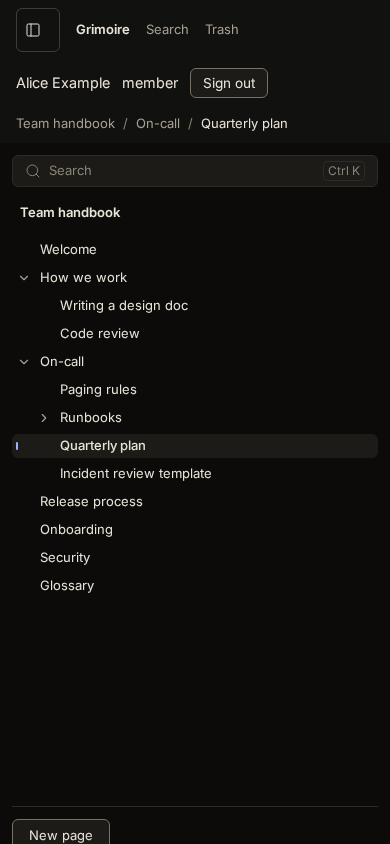 Grimoire Search Trash
Alice Example member Sign out
Team handbook / On-call / Quarterly plan
Search Ctrl K
Team handbook
Welcome
How we work
Writing a design doc
Code review
On-call
Paging rules
Runbooks
Quarterly plan
Incident review template
Release process
Onboarding
Security
Glossary
New page